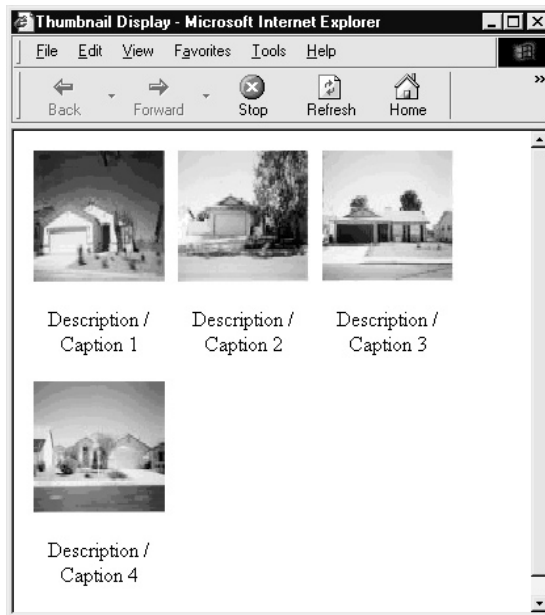 Thumbnail Display - Microsoft Internet Explorer
File Edit View Favorites Tools Help
Back Forward Stop Refresh Home »
Description / Caption 1
Description / Caption 2
Description / Caption 3
Description / Caption 4